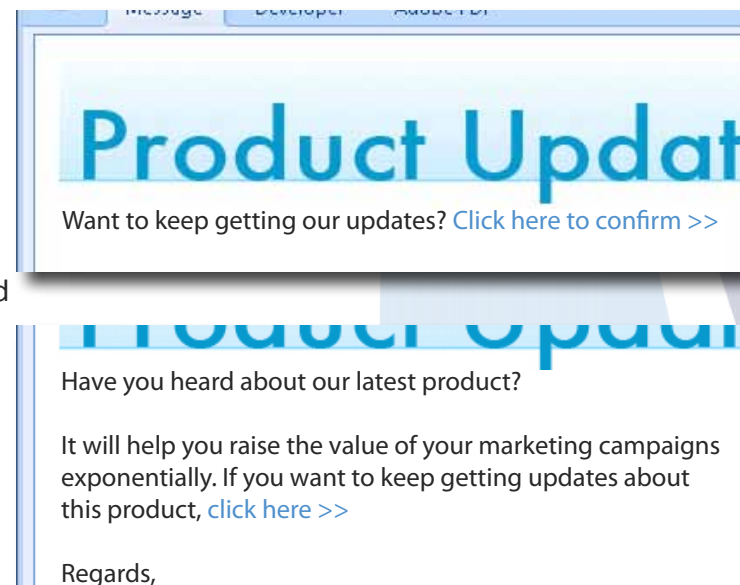 Message Developer Adobe PDF
Product Updat
Want to keep getting our updates? Click here to confirm >>
d
Product Updat
Have you heard about our latest product?
It will help you raise the value of your marketing campaigns
exponentially. If you want to keep getting updates about
this product, click here >>
Regards,